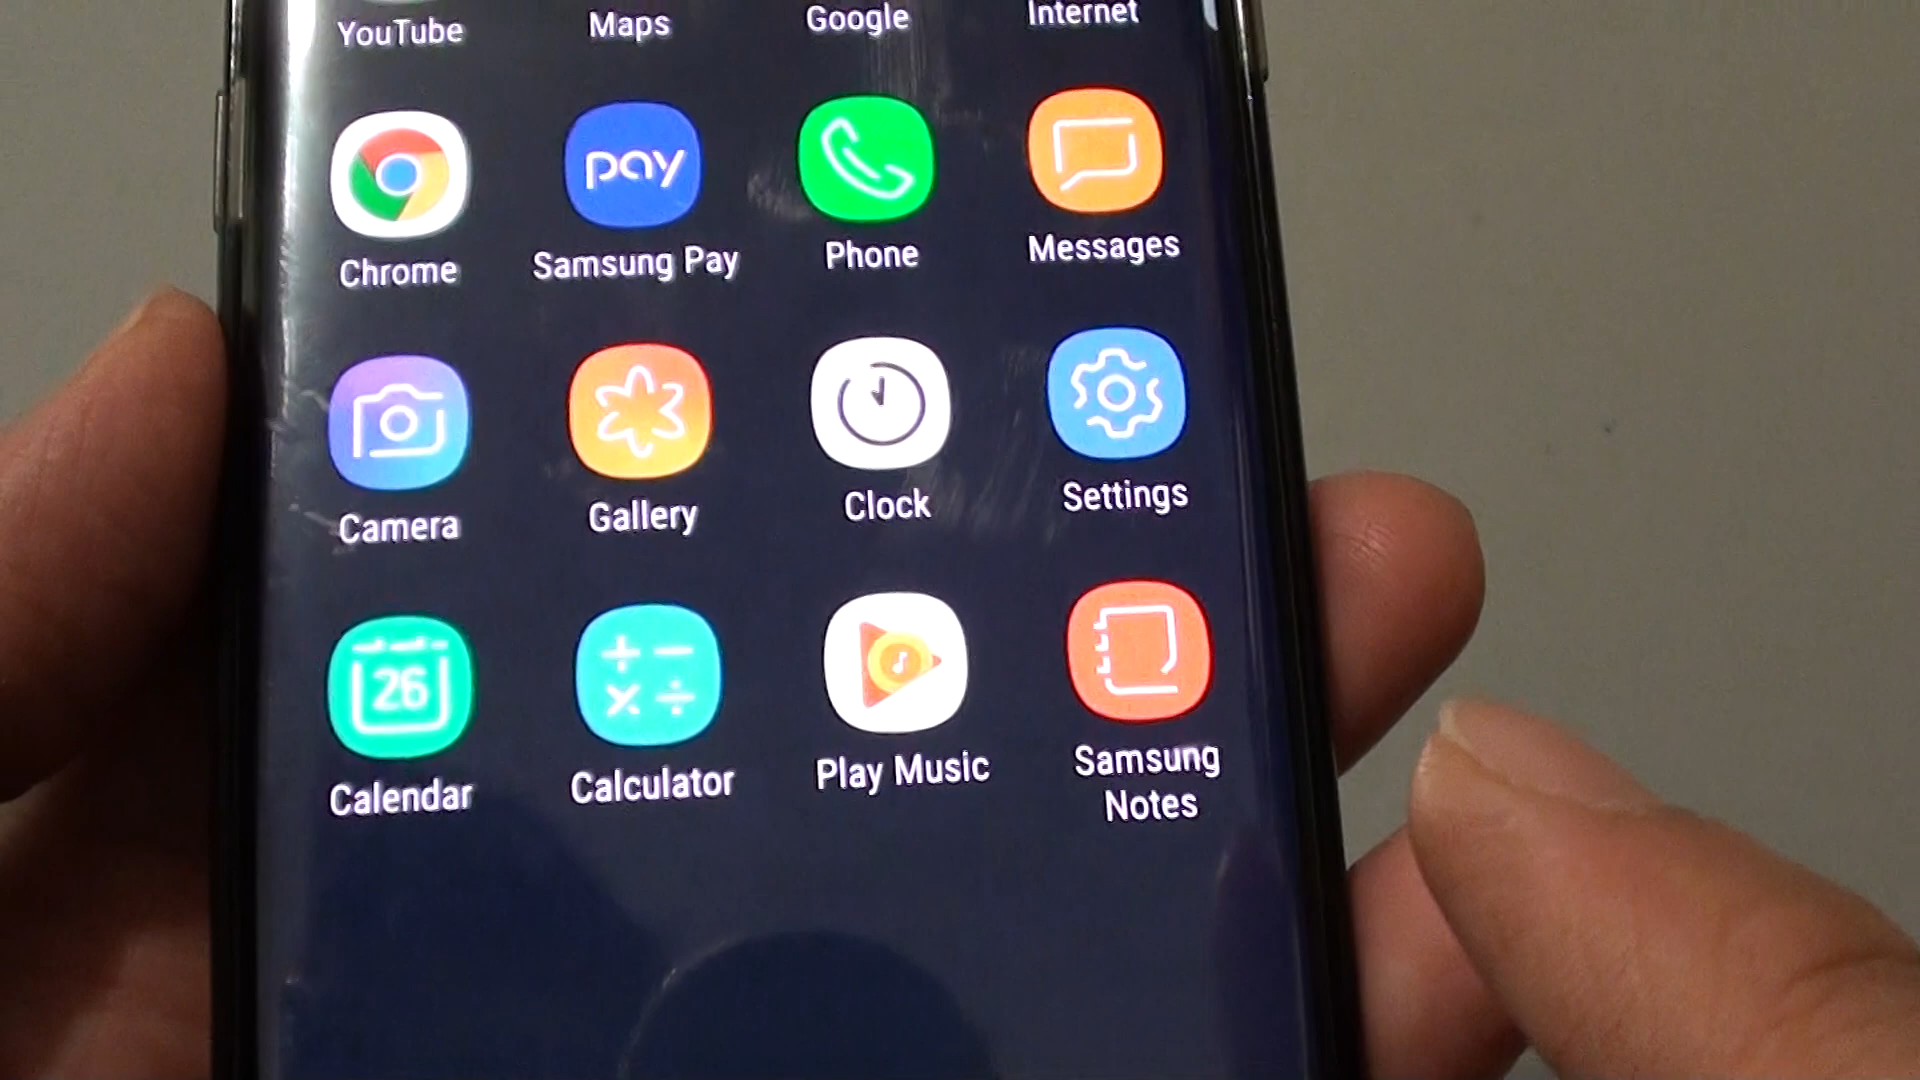 YouTube
Maps
Google
Internet
pay
Chrome
Samsung Pay
Phone
Messages
Camera
Gallery
Clock
Settings
26
Calendar
Calculator
Play Music
Samsung
Notes